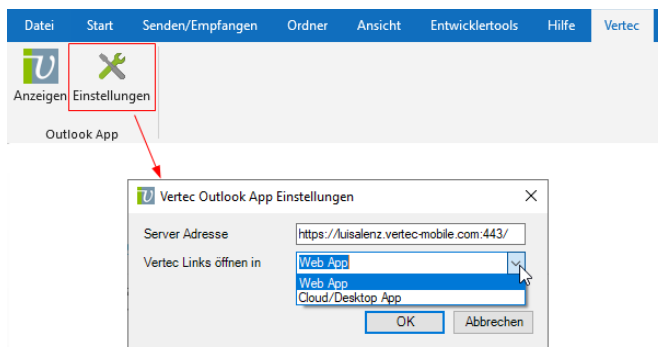 Datei Start Senden/Empfangen Ordner Ansicht Entwicklertools Hilfe Vertec
Anzeigen Einstellungen
Outlook App
Vertec Outlook App Einstellungen
Server Adresse https://luisalenz.vertec-mobile.com:443/
Vertec Links öffnen in Web App
Web App
Cloud/Desktop App
OK Abbrechen